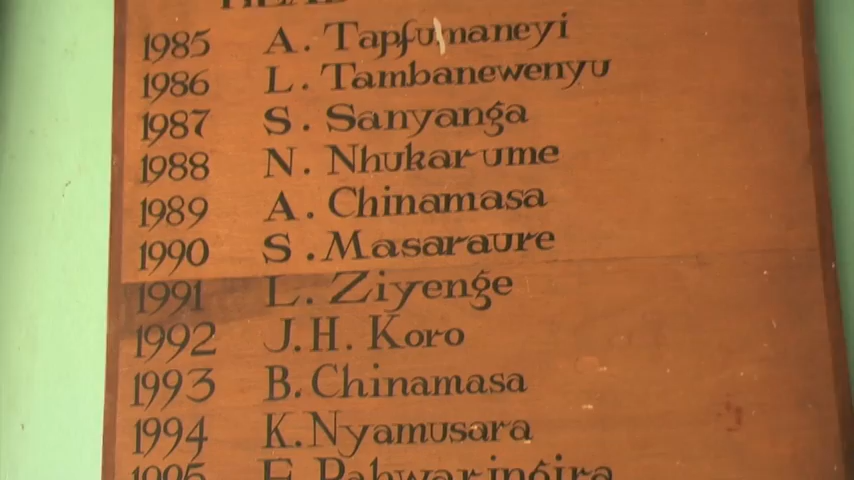 1985 A. Tapfumaneyi
1986 L. Tambanewenyu
1987 S. Sanyanga
1988 N. Nhukarume
1989 A. Chinamasa
1990 S. Masaraure
1991 L. Ziyenge
1992 J.H. Koro
1993 B. Chinamasa
1994 K. Nyamusara
1995